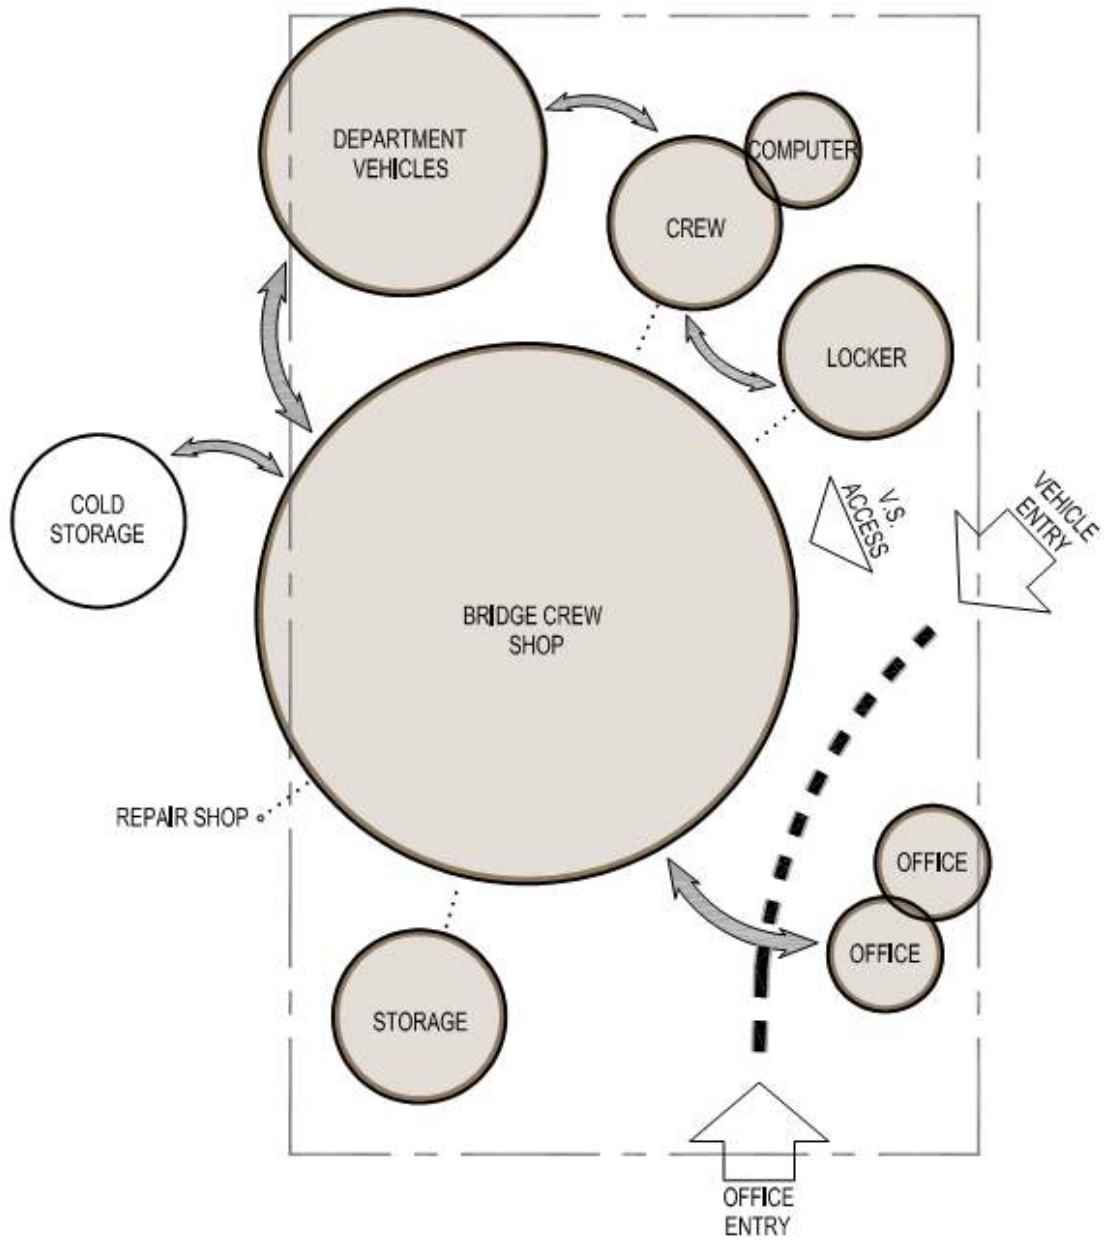 DEPARTMENT
VEHICLES
COMPUTER
CREW
LOCKER
COLD
STORAGE
V.S.
ACCESS
VEHICLE
ENTRY
BRIDGE CREW
SHOP
REPAIR SHOP
OFFICE
OFFICE
STORAGE
OFFICE
ENTRY